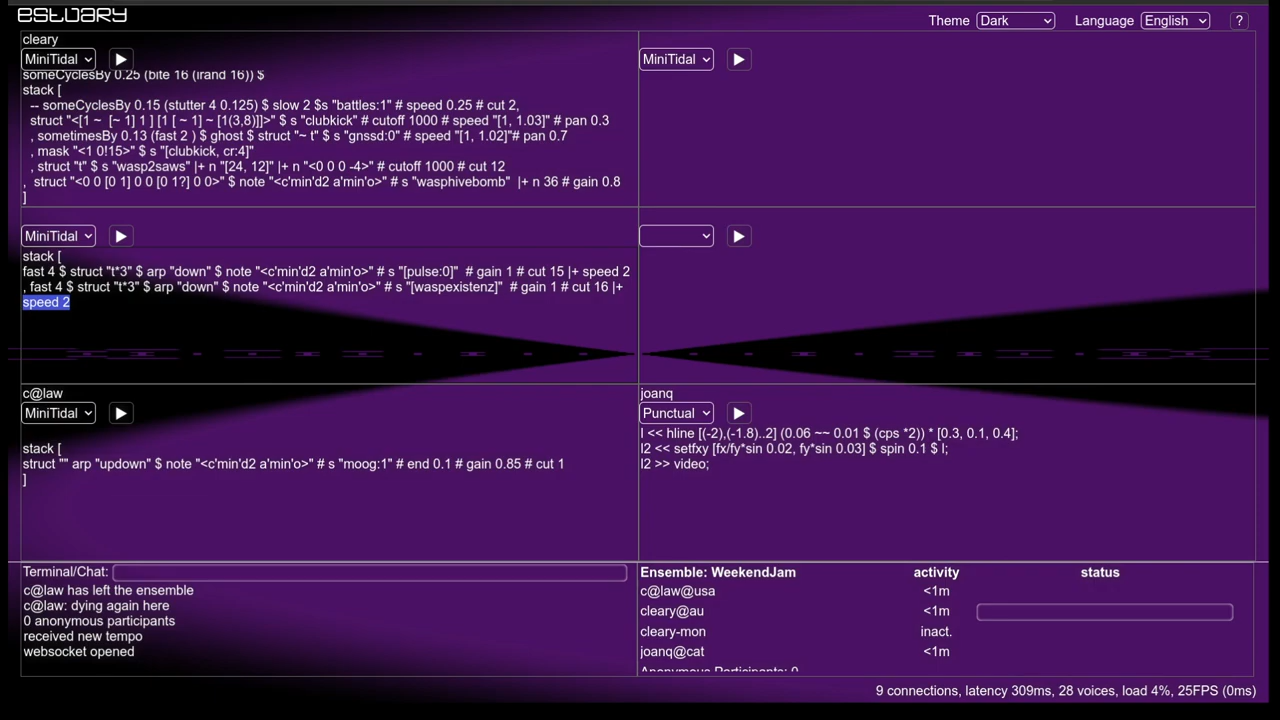 estuary
Theme Dark Language English ?
cleary
MiniTidal
MiniTidal
someCyclesBy 0.25 (bite 16 (irand 16)) $
stack [
-- someCyclesBy 0.15 (stutter 4 0.125) $ slow 2 $s "battles:1" # speed 0.25 # cut 2,
struct "<[1 ~ [~ 1] 1 ] [1 [ ~ 1] ~ [1(3,8)]]>" $ s "clubkick" # cutoff 1000 # speed "[1, 1.03]" # pan 0.3
, sometimesBy 0.13 (fast 2 ) $ ghost $ struct "~ t" $ s "gnssd:0" # speed "[1, 1.02]"# pan 0.7
, mask "<1 0!15>" $ s "[clubkick, cr:4]"
, struct "t" $ s "wasp2saws" |+ n "[24, 12]" |+ n "<0 0 0 -4>" # cutoff 1000 # cut 12
, struct "<0 0 [0 1] 0 0 [0 1?] 0 0>" $ note "<c'min'd2 a'min'o>" # s "wasphivebomb" |+ n 36 # gain 0.8
]
MiniTidal
stack [
fast 4 $ struct "t*3" $ arp "down" $ note "<c'min'd2 a'min'o>" # s "[pulse:0]" # gain 1 # cut 15 |+ speed 2
, fast 4 $ struct "t*3" $ arp "down" $ note "<c'min'd2 a'min'o>" # s "[waspexistenz]" # gain 1 # cut 16 |+
speed 2
c@law
MiniTidal
stack [
struct "" arp "updown" $ note "<c'min'd2 a'min'o>" # s "moog:1" # end 0.1 # gain 0.85 # cut 1
]
joanq
Punctual
l << hline [(-2),(-1.8)..2] (0.06 ~~ 0.01 $ (cps *2)) * [0.3, 0.1, 0.4];
l2 << setfxy [fx/fy*sin 0.02, fy*sin 0.03] $ spin 0.1 $ l;
l2 >> video;
Terminal/Chat:
c@law has left the ensemble
c@law: dying again here
0 anonymous participants
received new tempo
websocket opened
Ensemble: WeekendJam activity status
c@law@usa <1m
cleary@au <1m
cleary-mon inact.
joanq@cat <1m
Anonymous Participants: 0
9 connections, latency 309ms, 28 voices, load 4%, 25FPS (0ms)